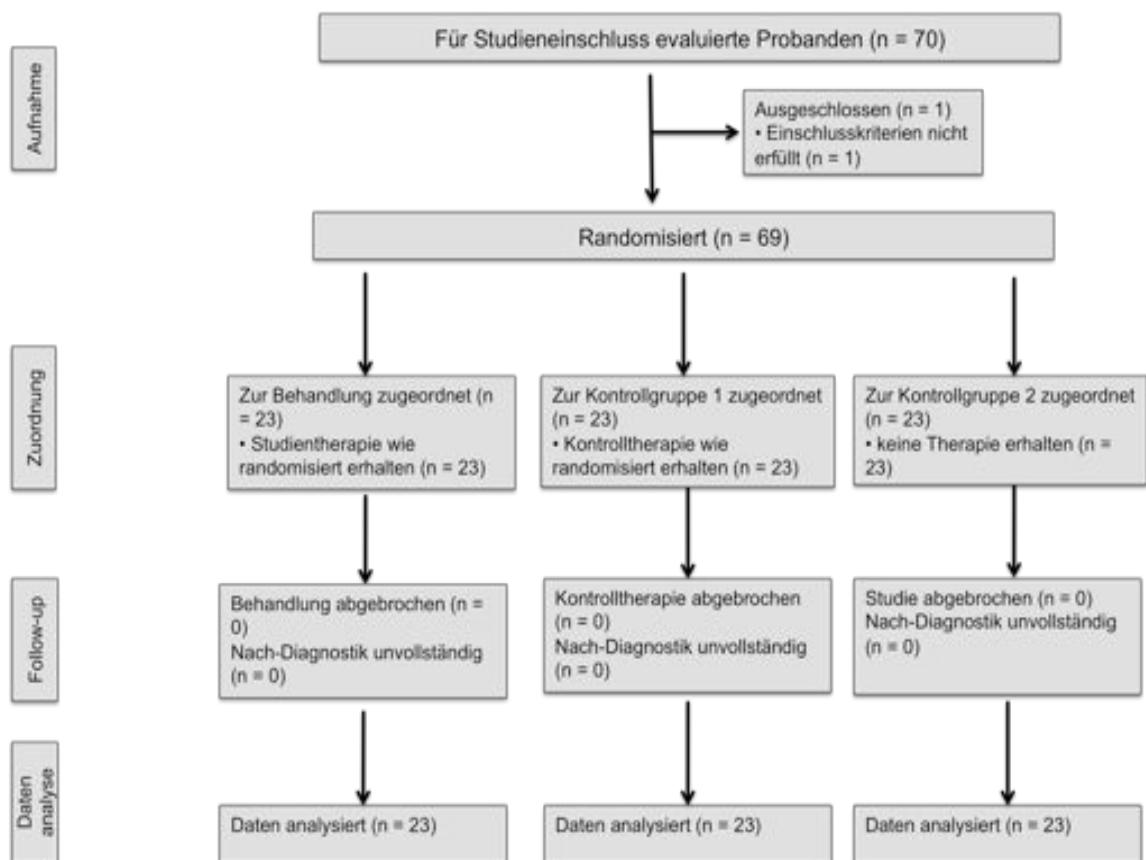 Aufnahme
Für Studieneinschluss evaluierte Probanden (n = 70)
Ausgeschlossen (n = 1)
• Einschlusskriterien nicht
erfüllt (n = 1)
Randomisiert (n = 69)
Zuordnung
Zur Behandlung zugeordnet (n
= 23)
• Studientherapie wie
randomisiert erhalten (n = 23)
Zur Kontrollgruppe 1 zugeordnet
(n = 23)
• Kontrolltherapie wie
randomisiert erhalten (n = 23)
Zur Kontrollgruppe 2 zugeordnet
(n = 23)
• keine Therapie erhalten (n =
23)
Follow-up
Behandlung abgebrochen (n =
0)
Nach-Diagnostik unvollständig
(n = 0)
Kontrolltherapie abgebrochen
(n = 0)
Nach-Diagnostik unvollständig
(n = 0)
Studie abgebrochen (n = 0)
Nach-Diagnostik unvollständig
(n = 0)
Daten
analyse
Daten analysiert (n = 23)
Daten analysiert (n = 23)
Daten analysiert (n = 23)